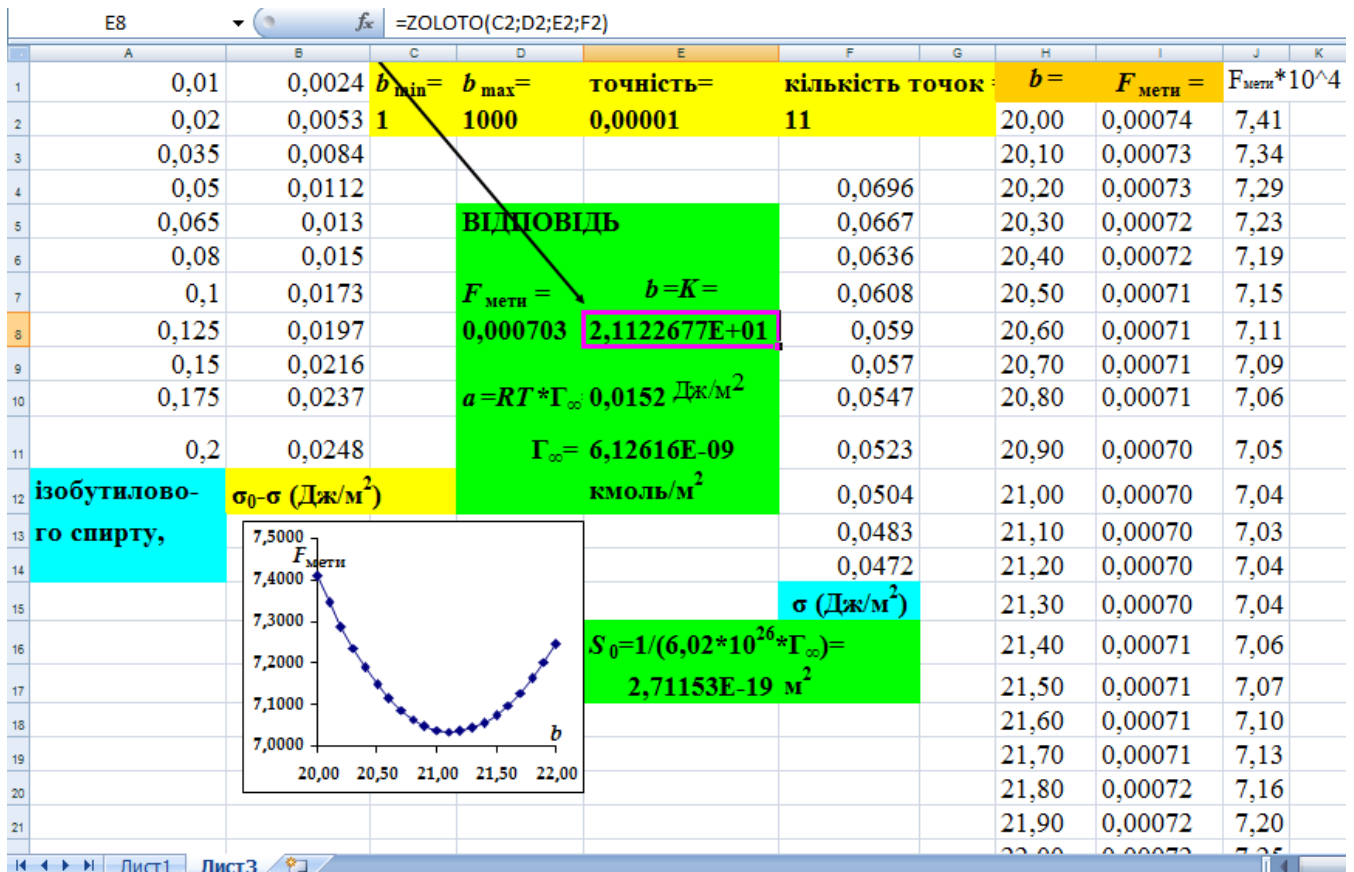 E8 fx =ZOLOTO(C2;D2;E2;F2)
A B C D E F G H I J K
1 0,01 0,0024 b min= b max= точність= кількість точок = b = F мети = Fмети*10^4
2 0,02 0,0053 1 1000 0,00001 11 20,00 0,00074 7,41
3 0,035 0,0084 20,10 0,00073 7,34
4 0,05 0,0112 0,0696 20,20 0,00073 7,29
5 0,065 0,013 ВІДПОВІДЬ 0,0667 20,30 0,00072 7,23
6 0,08 0,015 0,0636 20,40 0,00072 7,19
7 0,1 0,0173 F мети = b=K= 0,0608 20,50 0,00071 7,15
8 0,125 0,0197 0,000703 2,1122677E+01 0,059 20,60 0,00071 7,11
9 0,15 0,0216 0,057 20,70 0,00071 7,09
10 0,175 0,0237 a=RT*Г∞ 0,0152 Дж/м² 0,0547 20,80 0,00071 7,06
11 0,2 0,0248 Г∞= 6,12616E-09 0,0523 20,90 0,00070 7,05
12 ізобутилово- σ₀-σ (Дж/м²) кмоль/м² 0,0504 21,00 0,00070 7,04
13 го спирту, 0,0483 21,10 0,00070 7,03
14 0,0472 21,20 0,00070 7,04
15 σ (Дж/м²) 21,30 0,00070 7,04
16 S₀=1/(6,02*10²⁶*Г∞)= 21,40 0,00071 7,06
17 2,71153E-19 м² 21,50 0,00071 7,07
18 21,60 0,00071 7,10
19 21,70 0,00071 7,13
20 21,80 0,00072 7,16
21 21,90 0,00072 7,20
7,5000
F мети
7,4000
7,3000
7,2000
7,1000
7,0000
b
20,00 20,50 21,00 21,50 22,00
Лист1 Лист3